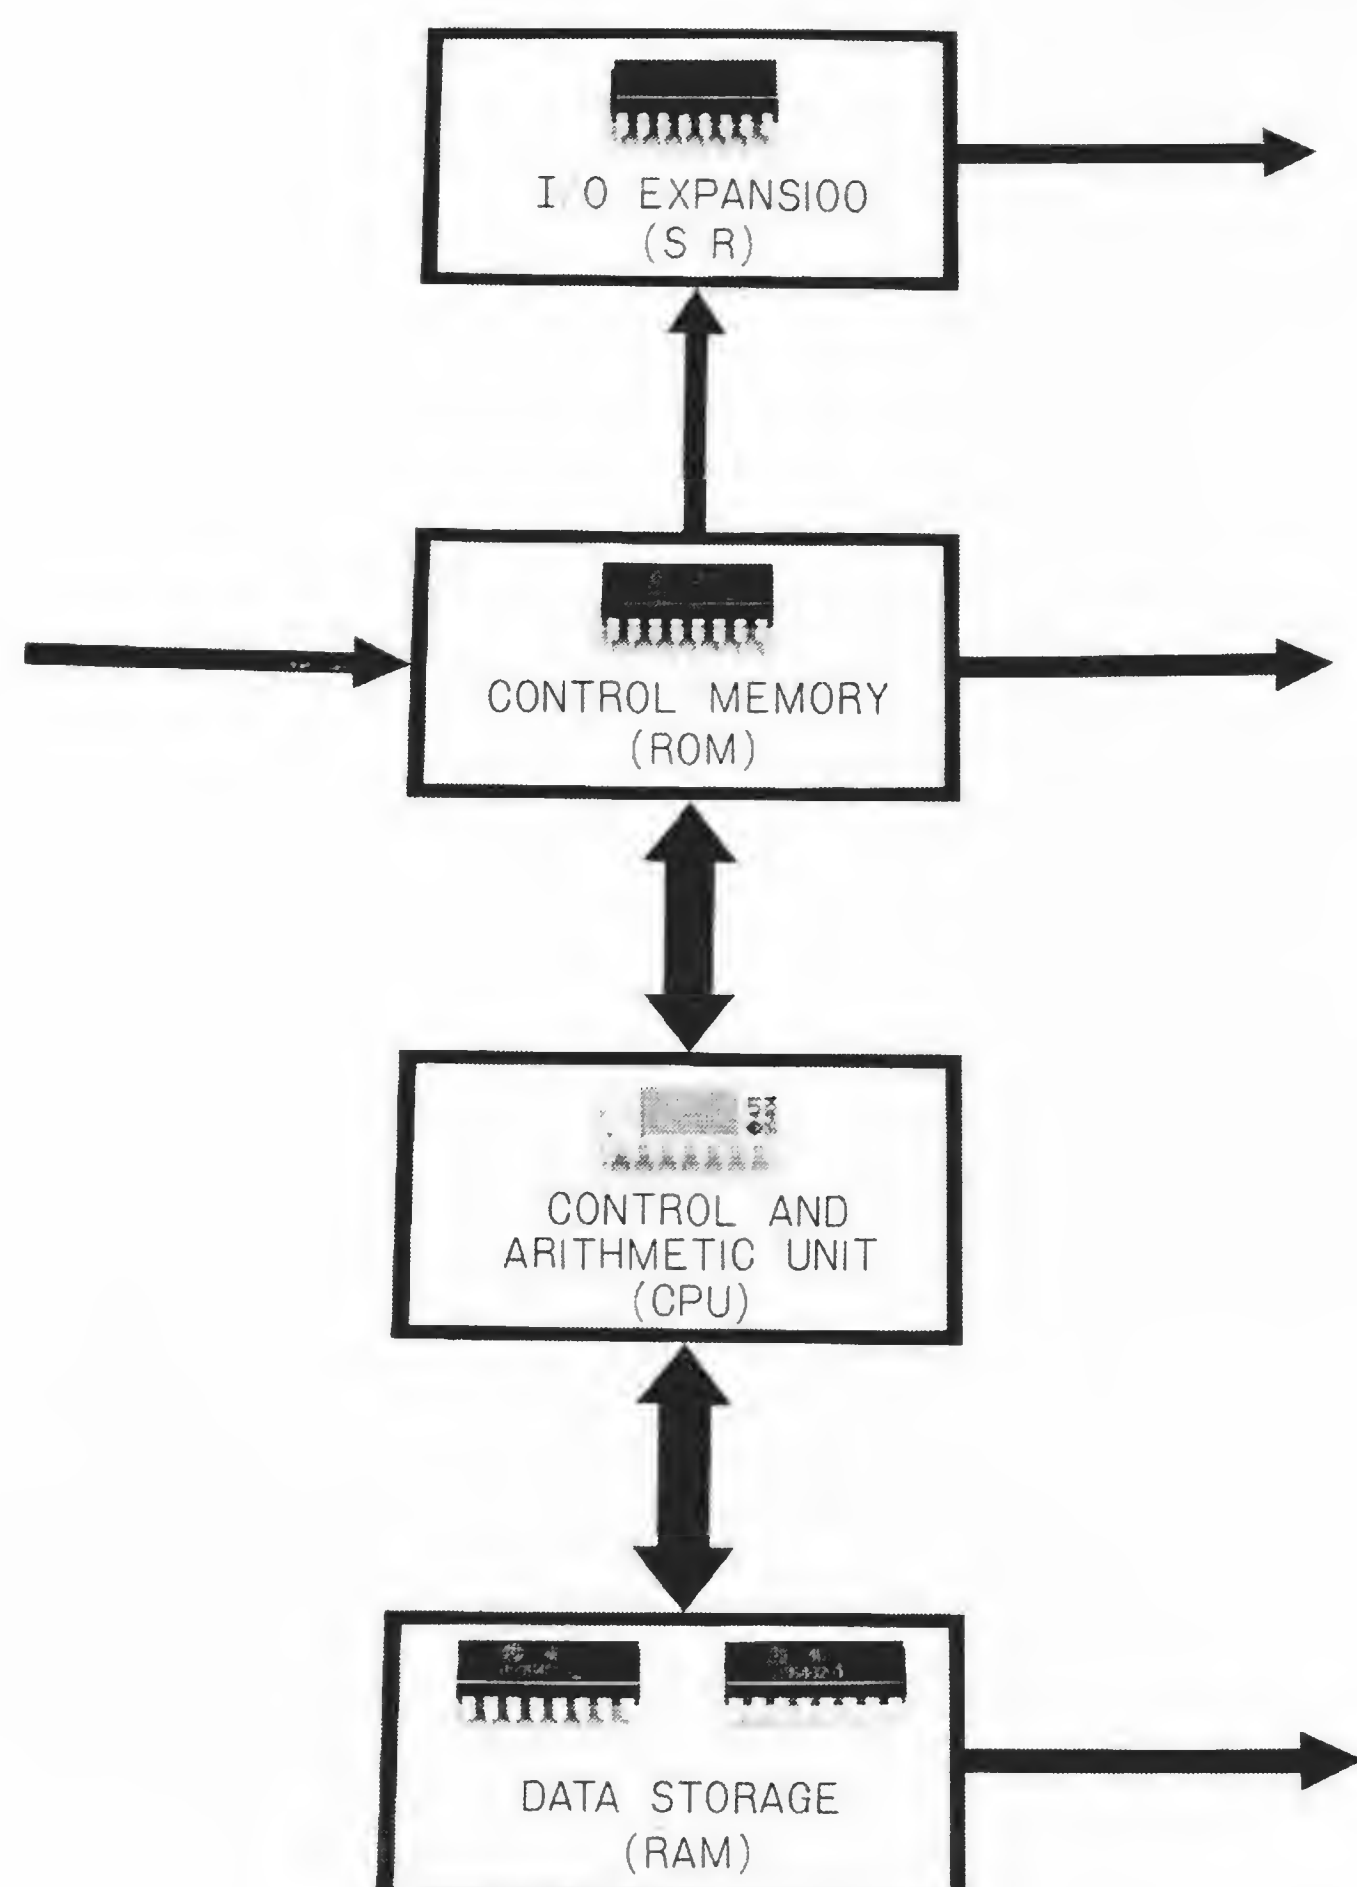 I/O EXPANSIOO
(S R)
CONTROL MEMORY
(ROM)
CONTROL AND
ARITHMETIC UNIT
(CPU)
DATA STORAGE
(RAM)